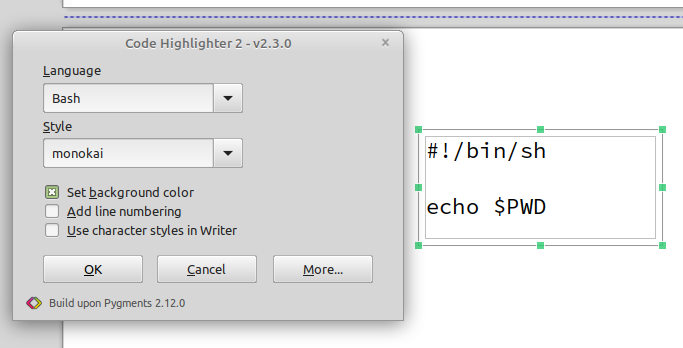 Code Highlighter 2 - v2.3.0
Language
Bash
Style
monokai
Set background color
Add line numbering
Use character styles in Writer
OK
Cancel
More...
Build upon Pygments 2.12.0
#!/bin/sh
echo $PWD